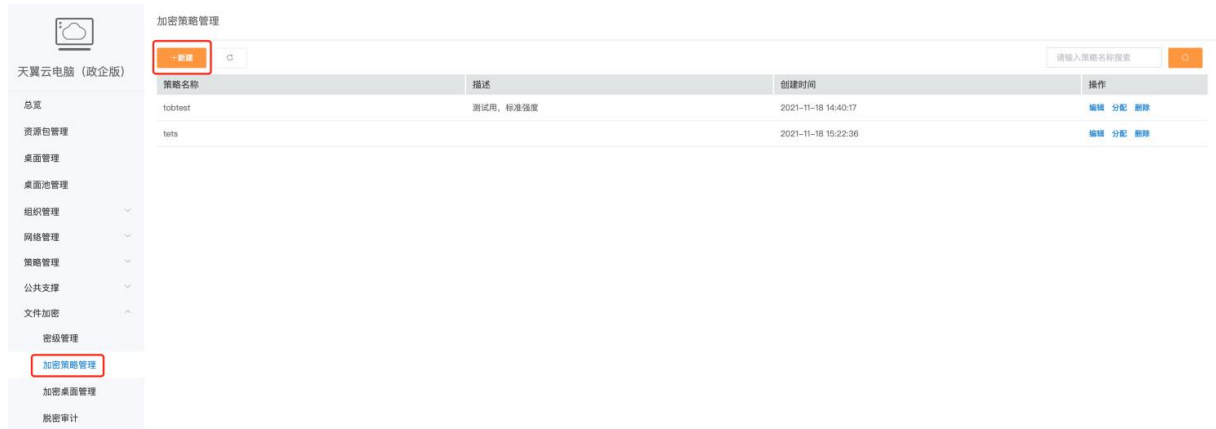 加密策略管理
天翼云电脑（政企版）
+新建
请输入策略名称搜索
策略名称 描述 创建时间 操作
tobtest 测试用，标准强度 2021-11-18 14:40:17 编辑 分配 删除
tets 2021-11-18 15:22:36 编辑 分配 删除
总览
资源包管理
桌面管理
桌面池管理
组织管理
网络管理
策略管理
公共支撑
文件加密
密级管理
加密策略管理
加密桌面管理
脱密审计